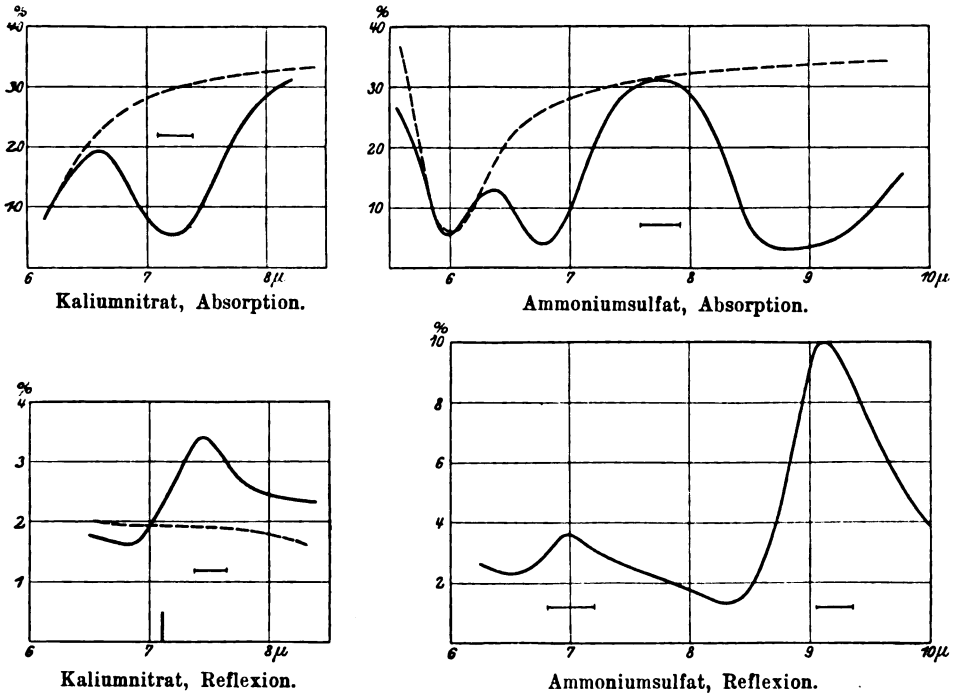 %
40
30
20
10
6 7 8μ
Kaliumnitrat, Absorption.
%
40
30
20
10
6 7 8 9 10μ
Ammoniumsulfat, Absorption.
%
4
3
2
1
6 7 8μ
Kaliumnitrat, Reflexion.
%
10
8
6
4
2
6 7 8 9 10μ
Ammoniumsulfat, Reflexion.